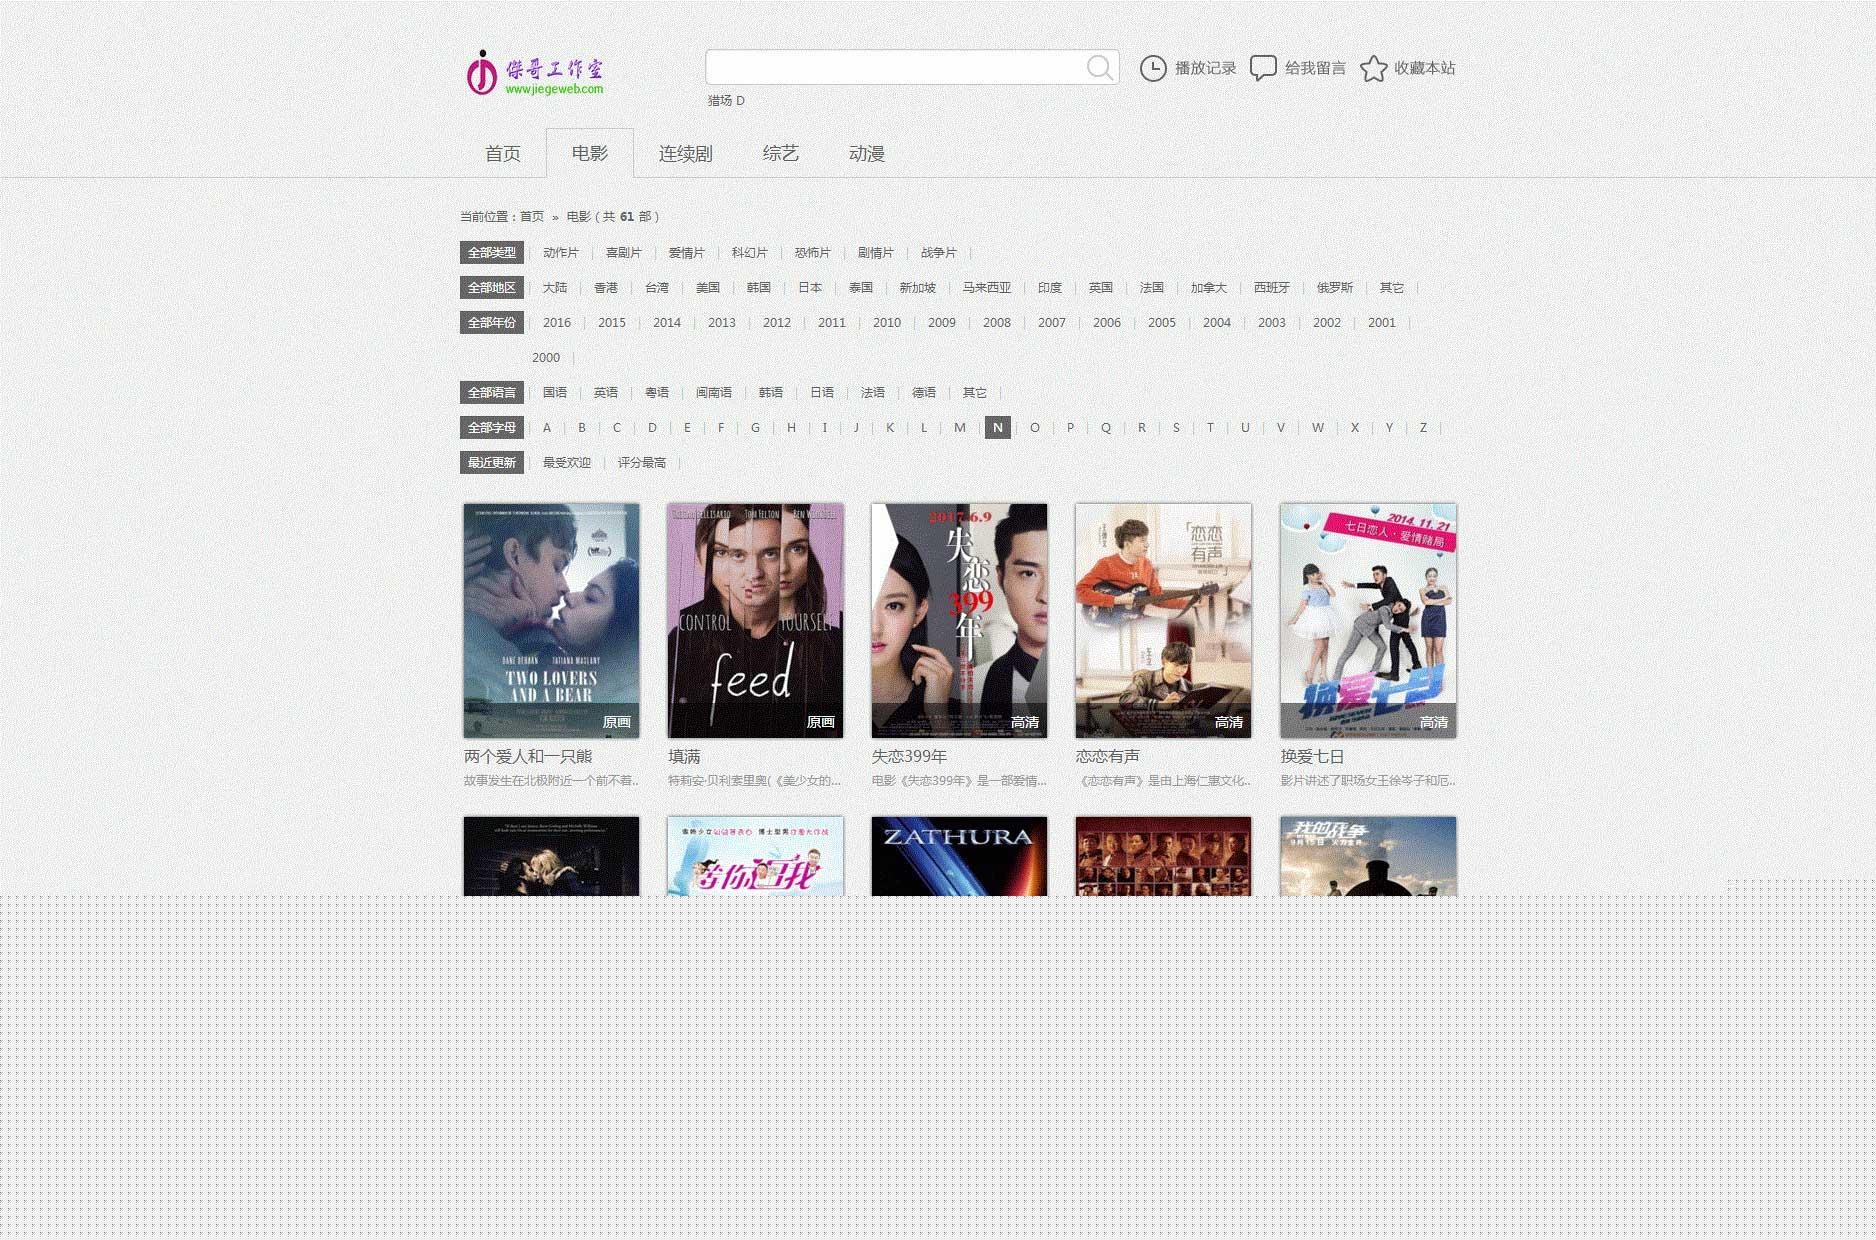 傑哥工作室
www.jiegeweb.com
播放记录 给我留言 收藏本站
猎场 D
首页 电影 连续剧 综艺 动漫
当前位置：首页 » 电影 ( 共 61 部 )
全部类型 动作片 喜剧片 爱情片 科幻片 恐怖片 剧情片 战争片
全部地区 大陆 香港 台湾 美国 韩国 日本 泰国 新加坡 马来西亚 印度 英国 法国 加拿大 西班牙 俄罗斯 其它
全部年份 2016 2015 2014 2013 2012 2011 2010 2009 2008 2007 2006 2005 2004 2003 2002 2001
2000
全部语言 国语 英语 粤语 闽南语 韩语 日语 法语 德语 其它
全部字母 A B C D E F G H I J K L M N O P Q R S T U V W X Y Z
最近更新 最受欢迎 评分最高
DANE DEHAAN TATIANA MASLANY
TWO LOVERS
AND A BEAR
原画
TOM FELTON
CONTROL YOURSELF
feed
原画
2017.6.9
失恋
399
年
高清
「恋恋
有声」
高清
2014.11.21
七日恋人·爱情赌局
换爱七日
高清
两个爱人和一只熊 填满 失恋399年 恋恋有声 换爱七日
故事发生在北极附近一个前不着.. 特莉安·贝利索里奥(《美少女的... 电影《失恋399年》是一部爱情... 《恋恋有声》是由上海仁惠文化.. 影片讲述了职场女王徐岑子和厄..
ZATHURA
我的战争